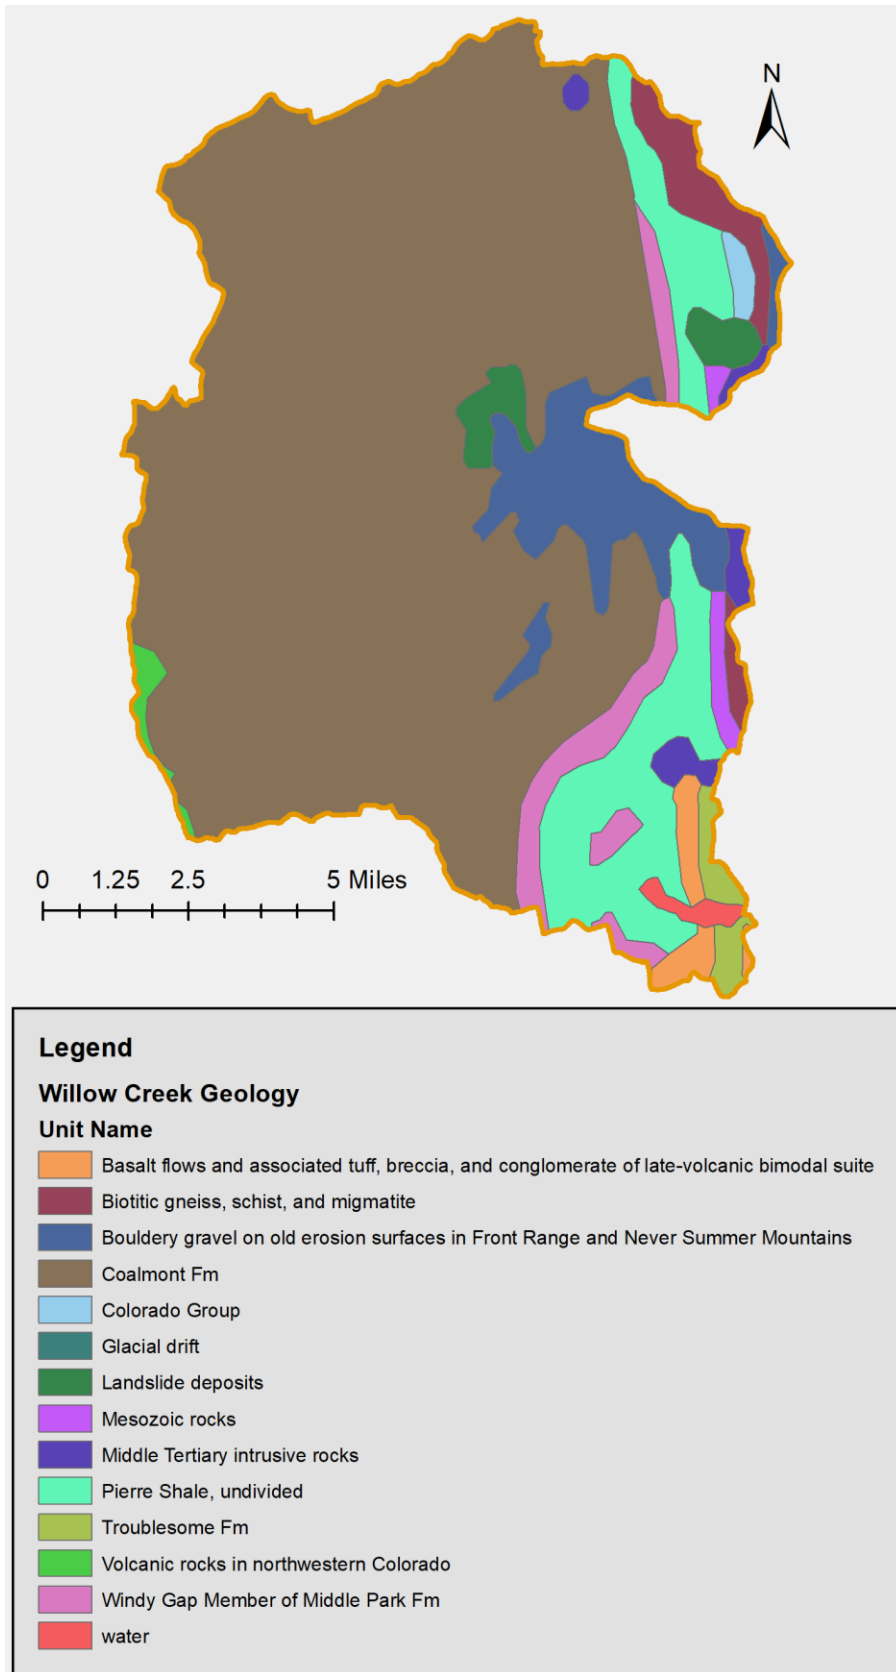 N
0 1.25 2.5 5 Miles
Legend
Willow Creek Geology
Unit Name
Basalt flows and associated tuff, breccia, and conglomerate of late-volcanic bimodal suite
Biotitic gneiss, schist, and migmatite
Bouldery gravel on old erosion surfaces in Front Range and Never Summer Mountains
Coalmont Fm
Colorado Group
Glacial drift
Landslide deposits
Mesozoic rocks
Middle Tertiary intrusive rocks
Pierre Shale, undivided
Troublesome Fm
Volcanic rocks in northwestern Colorado
Windy Gap Member of Middle Park Fm
water